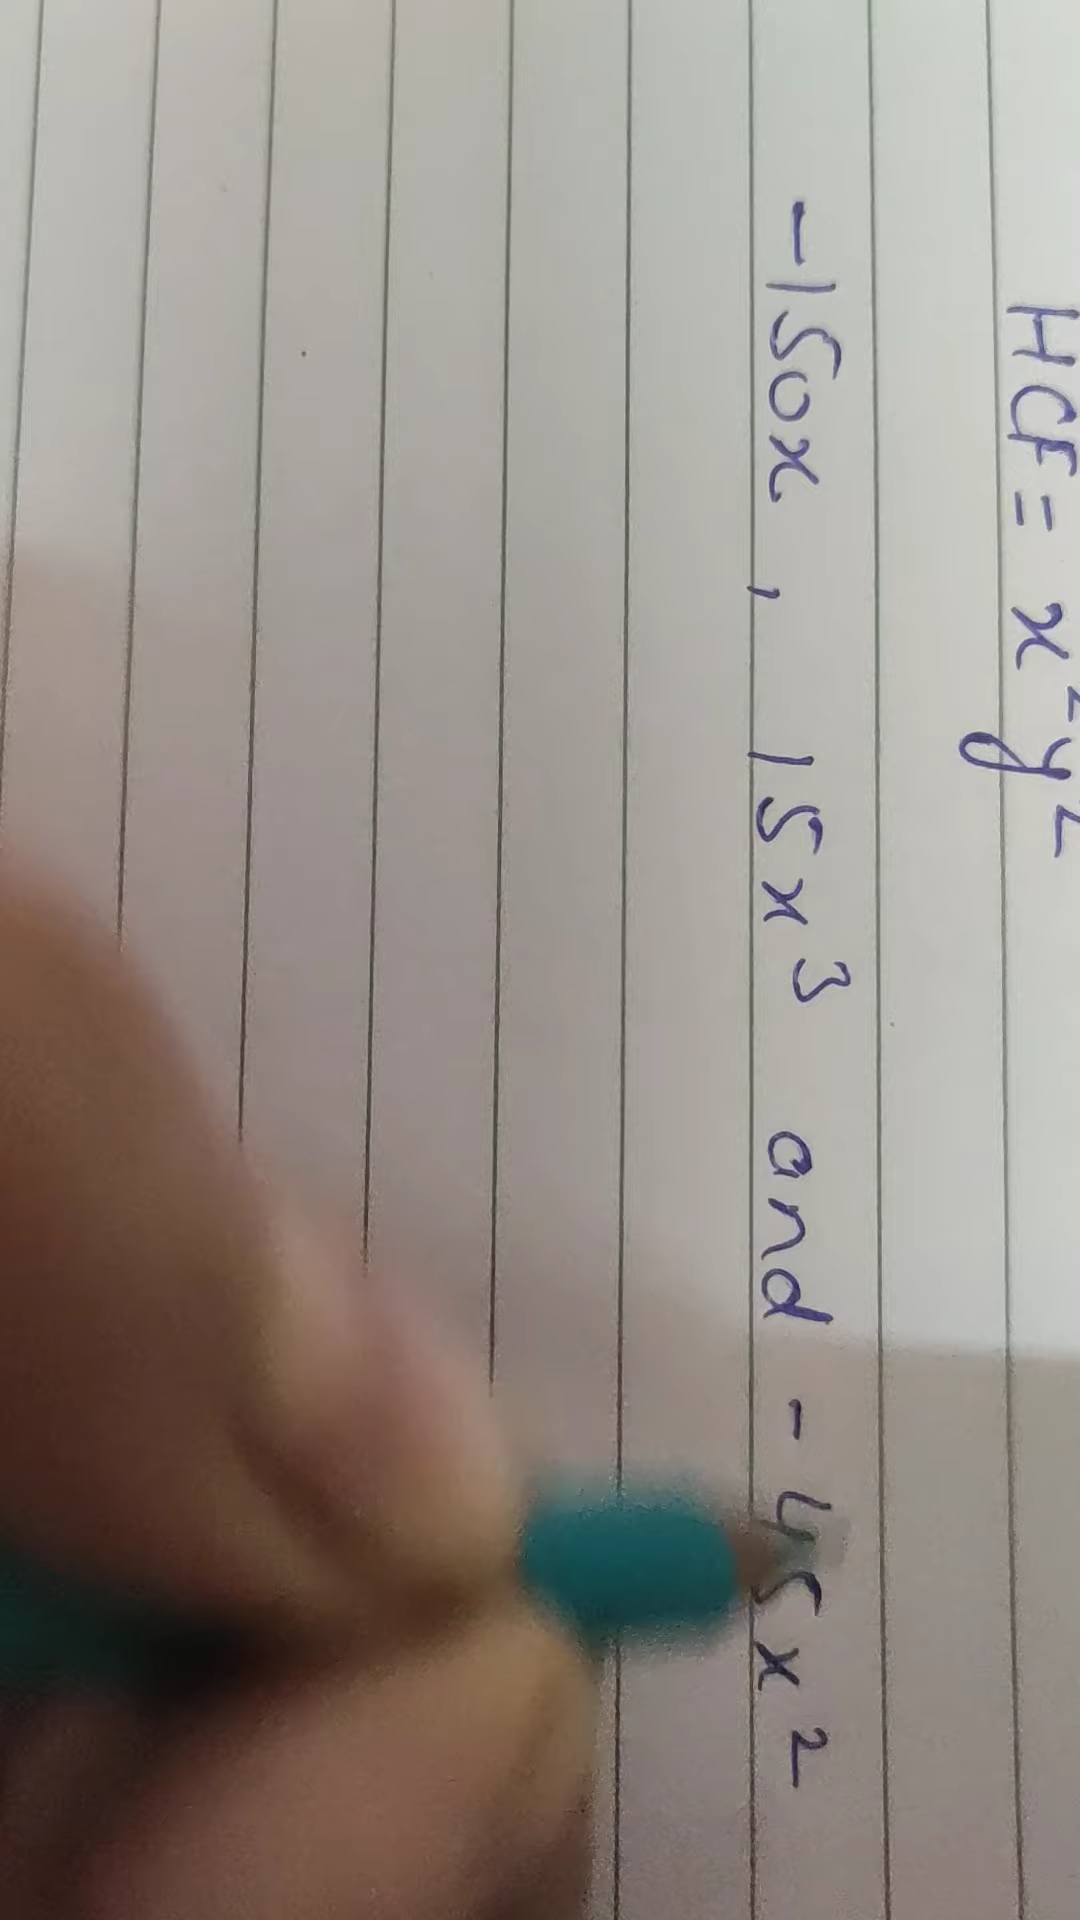 HCF = x²y²
-150x , 15x³ and -45x²